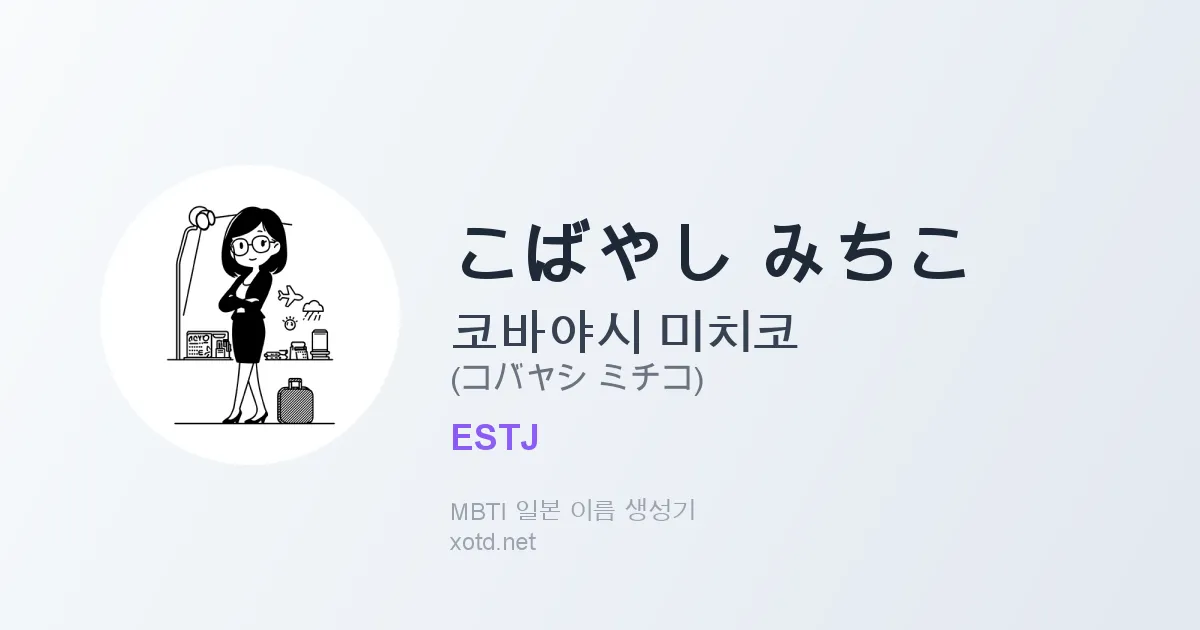 こばやし みちこ
코바야시 미치코
(コバヤシ ミチコ)
ESTJ
MBTI 일본 이름 생성기
xotd.net